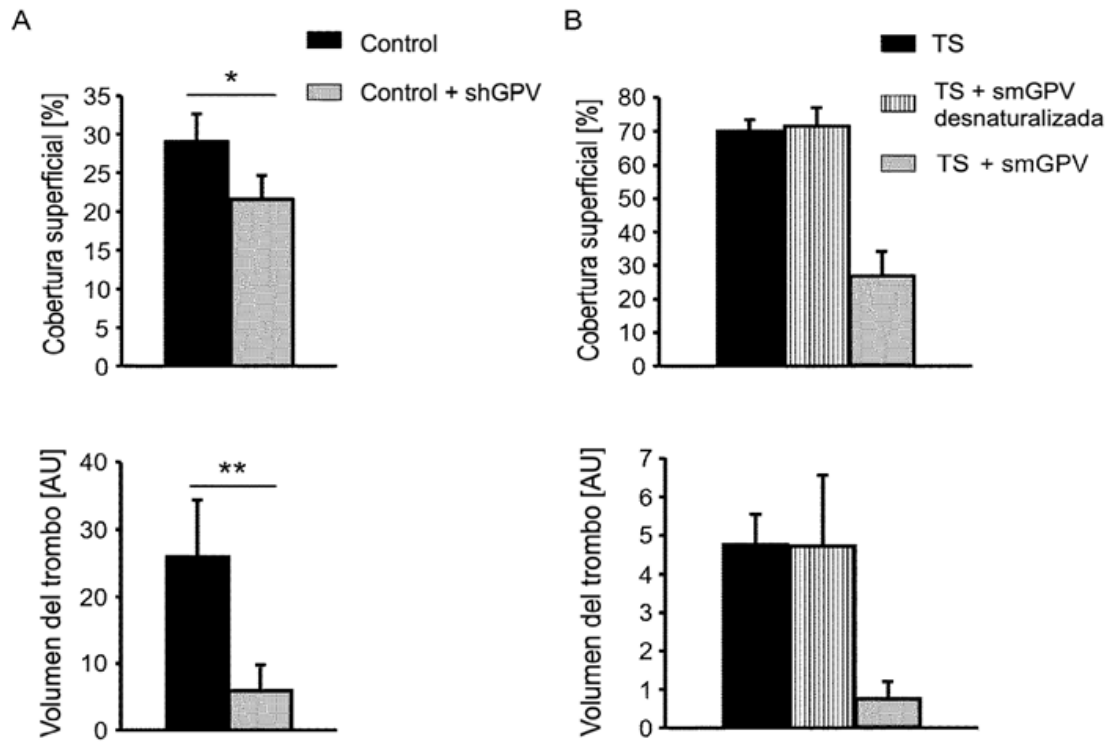 A
Control
Control + shGPV
Cobertura superficial [%]
35
30
25
20
15
10
5
0
*
B
TS
TS + smGPV
desnaturalizada
TS + smGPV
Cobertura superficial [%]
80
70
60
50
40
30
20
10
0
Volumen del trombo [AU]
40
30
20
10
0
**
Volumen del trombo [AU]
7
6
5
4
3
2
1
0